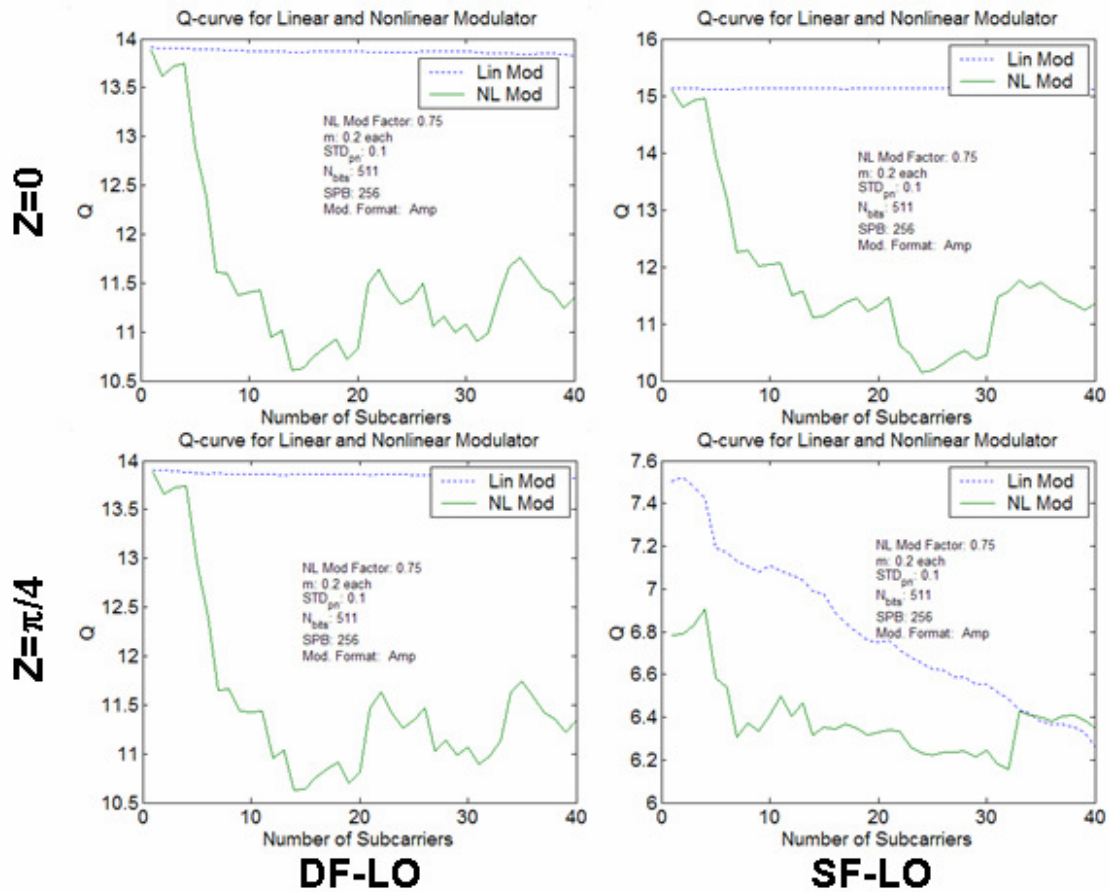 Q-curve for Linear and Nonlinear Modulator
14
13.5
13
12.5
12
11.5
11
10.5
Q
Lin Mod
NL Mod
NL Mod Factor: 0.75
m: 0.2 each
STDpn: 0.1
Nbits: 511
SPB: 256
Mod. Format: Amp
0 10 20 30 40
Number of Subcarriers
Q-curve for Linear and Nonlinear Modulator
16
15
14
13
12
11
10
Q
Lin Mod
NL Mod
NL Mod Factor: 0.75
m: 0.2 each
STDpn: 0.1
Nbits: 511
SPB: 256
Mod. Format: Amp
0 10 20 30 40
Number of Subcarriers
Z=0
Q-curve for Linear and Nonlinear Modulator
14
13.5
13
12.5
12
11.5
11
10.5
Q
Lin Mod
NL Mod
NL Mod Factor: 0.75
m: 0.2 each
STDpn: 0.1
Nbits: 511
SPB: 256
Mod. Format: Amp
0 10 20 30 40
Number of Subcarriers
Q-curve for Linear and Nonlinear Modulator
7.6
7.4
7.2
7
6.8
6.6
6.4
6.2
6
Q
Lin Mod
NL Mod
NL Mod Factor: 0.75
m: 0.2 each
STDpn: 0.1
Nbits: 511
SPB: 256
Mod. Format: Amp
0 10 20 30 40
Number of Subcarriers
Z=π/4
DF-LO
SF-LO